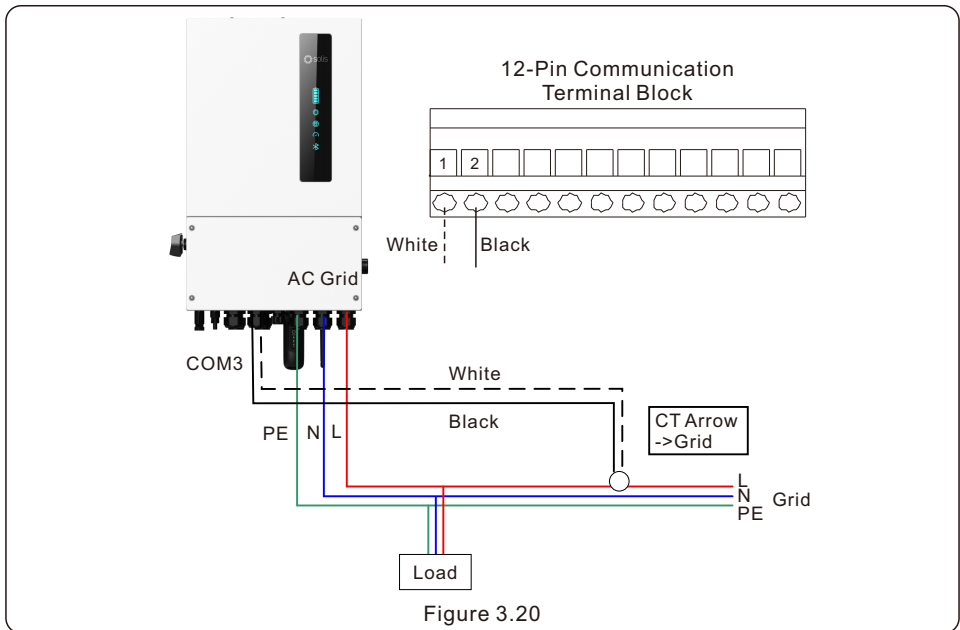 solis
12-Pin Communication
Terminal Block
1 2
White Black
AC Grid
COM3
White
Black
PE N L
CT Arrow
->Grid
L
N
PE
Grid
Load
Figure 3.20